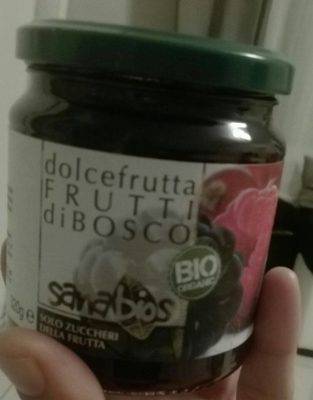 dolcefrutta
FRUTTI
diBOSCO
BIO
ORGANIC
sanabios
SOLO ZUCCHERI
DELLA FRUTTA